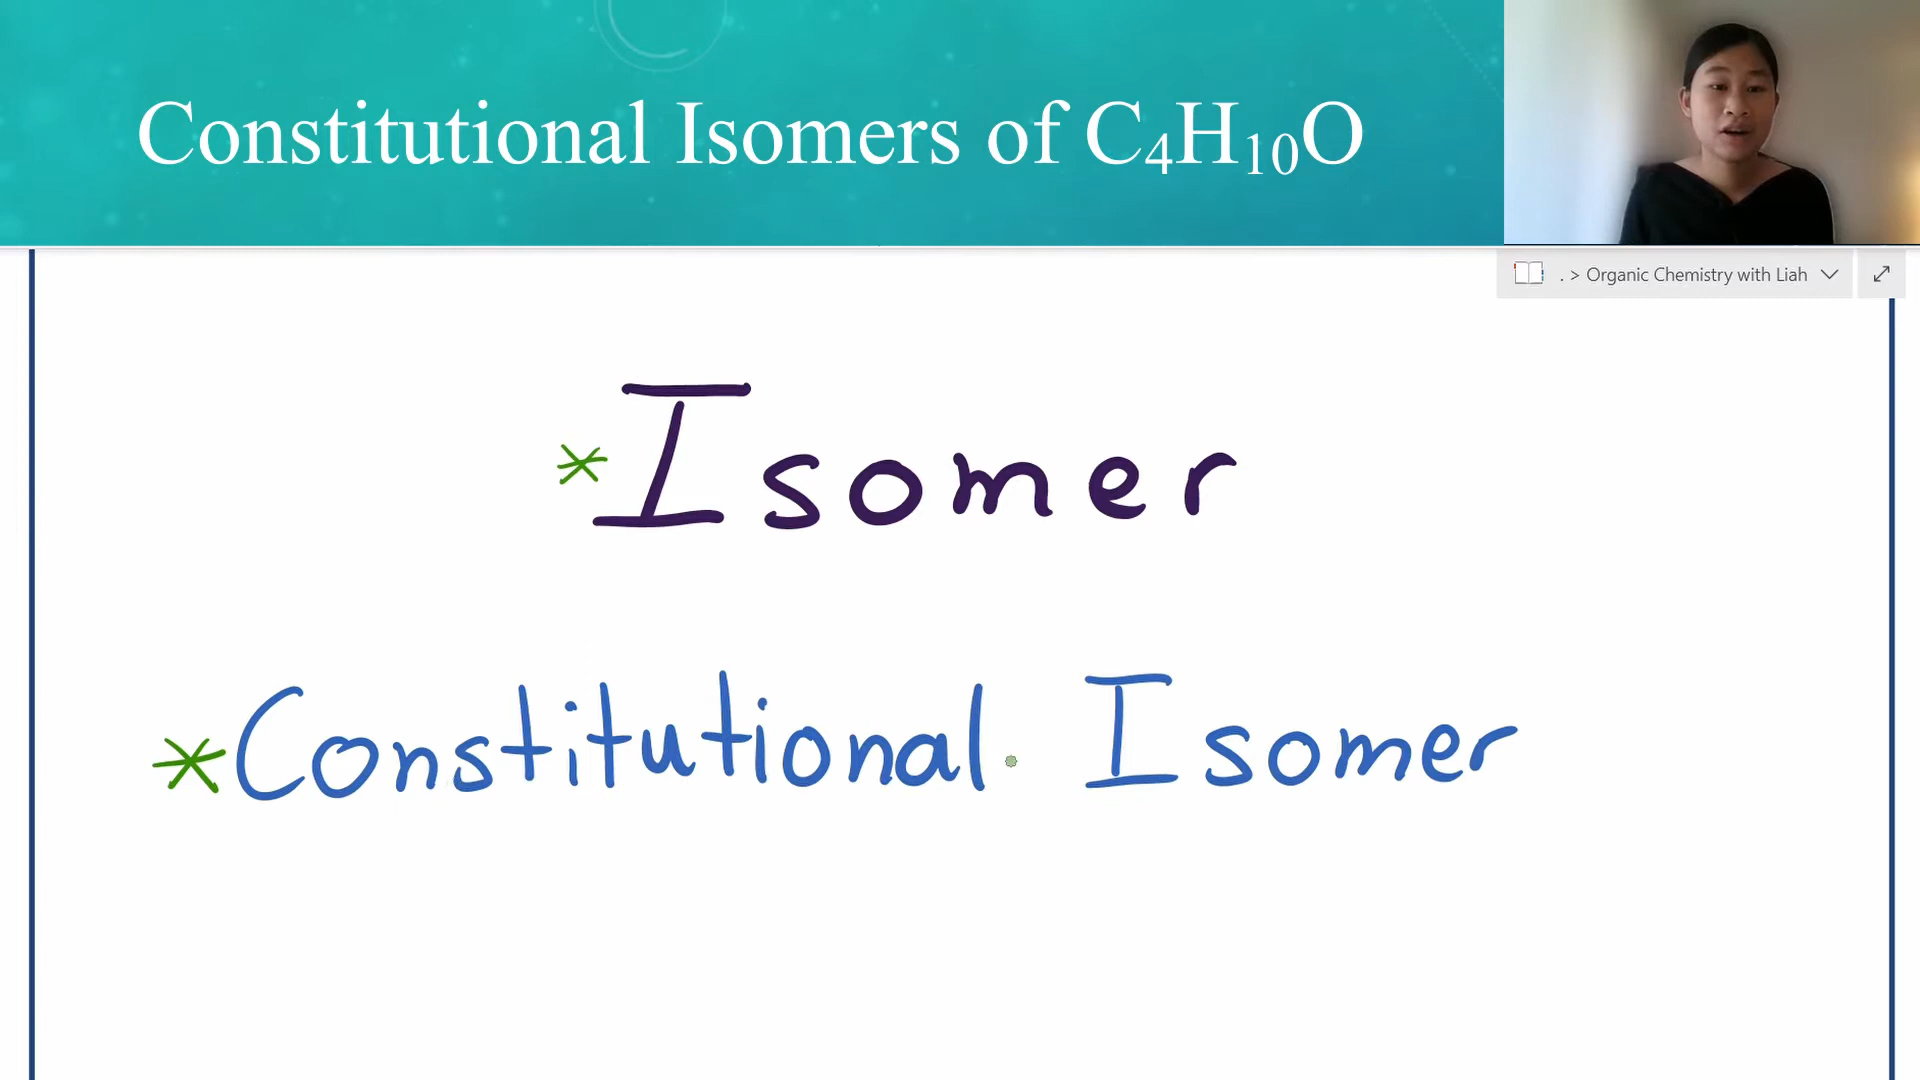 Constitutional Isomers of C₄H₁₀O
. > Organic Chemistry with Liah
*Isomer
*Constitutional Isomer